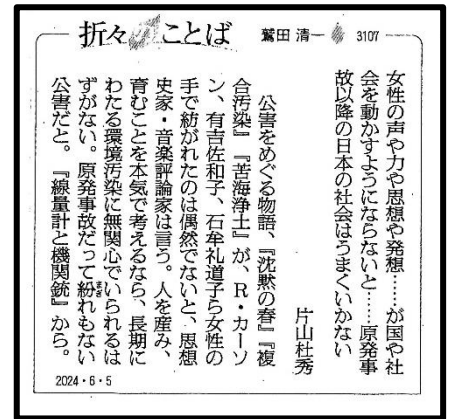 折々のことば 鷲田 清一 3107
女性の声や力や思想や発想……が国や社
会を動かすようにならないと……原発事
故以降の日本の社会はうまくいかない
片山杜秀
公害をめぐる物語、『沈黙の春』『複
合汚染』『苦海浄土』が、R・カーソ
ン、有吉佐和子、石牟礼道子ら女性の
手で紡がれたのは偶然でないと、思想
史家・音楽評論家は言う。人を産み、
育むことを本気で考えるなら、長期に
わたる環境汚染に無関心でいられるは
ずがない。原発事故だって紛れもない
公害だと。『線量計と機関銃』から。
2024・6・5